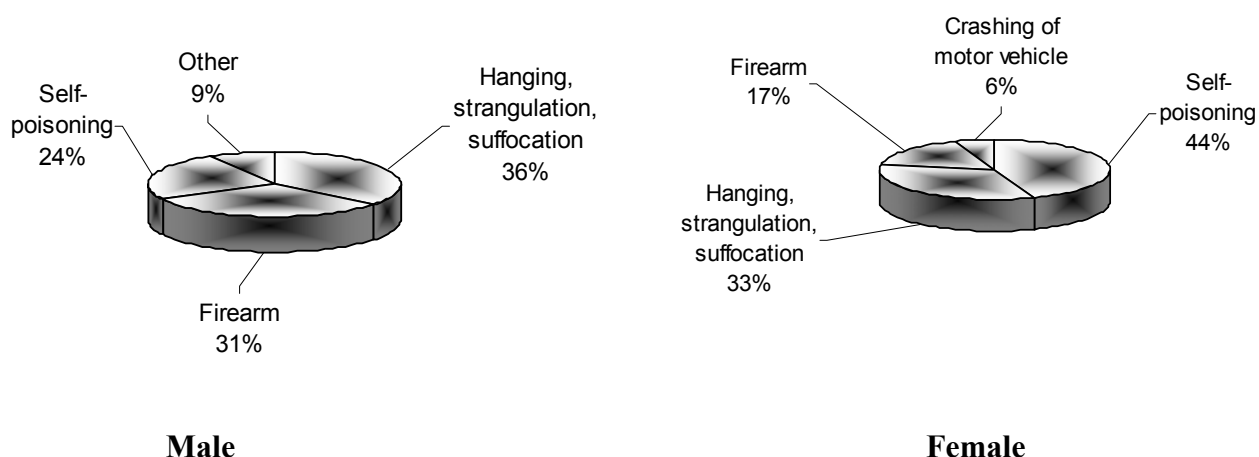 Other
9%
Self-
poisoning
24%
Hanging,
strangulation,
suffocation
36%
Firearm
31%
Male
Crashing of
motor vehicle
6%
Firearm
17%
Self-
poisoning
44%
Hanging,
strangulation,
suffocation
33%
Female